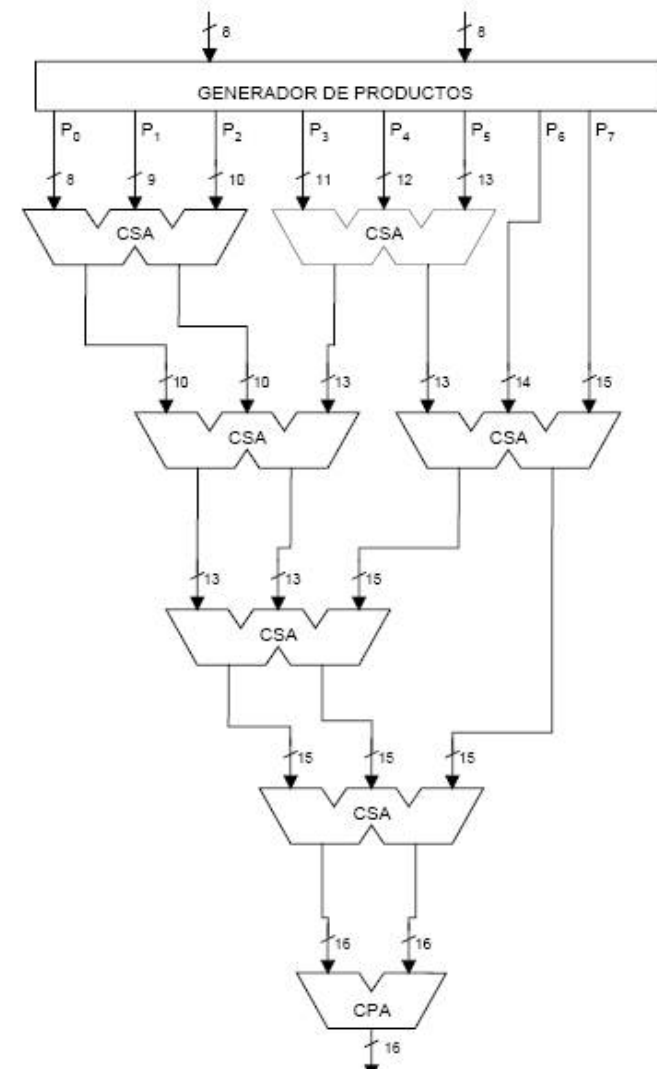 8 8
GENERADOR DE PRODUCTOS
P0 P1 P2 P3 P4 P5 P6 P7
8 9 10 11 12 13
CSA CSA
10 10 13 13 14 15
CSA CSA
13 13 15
CSA
15 15 15
CSA
16 16
CPA
16